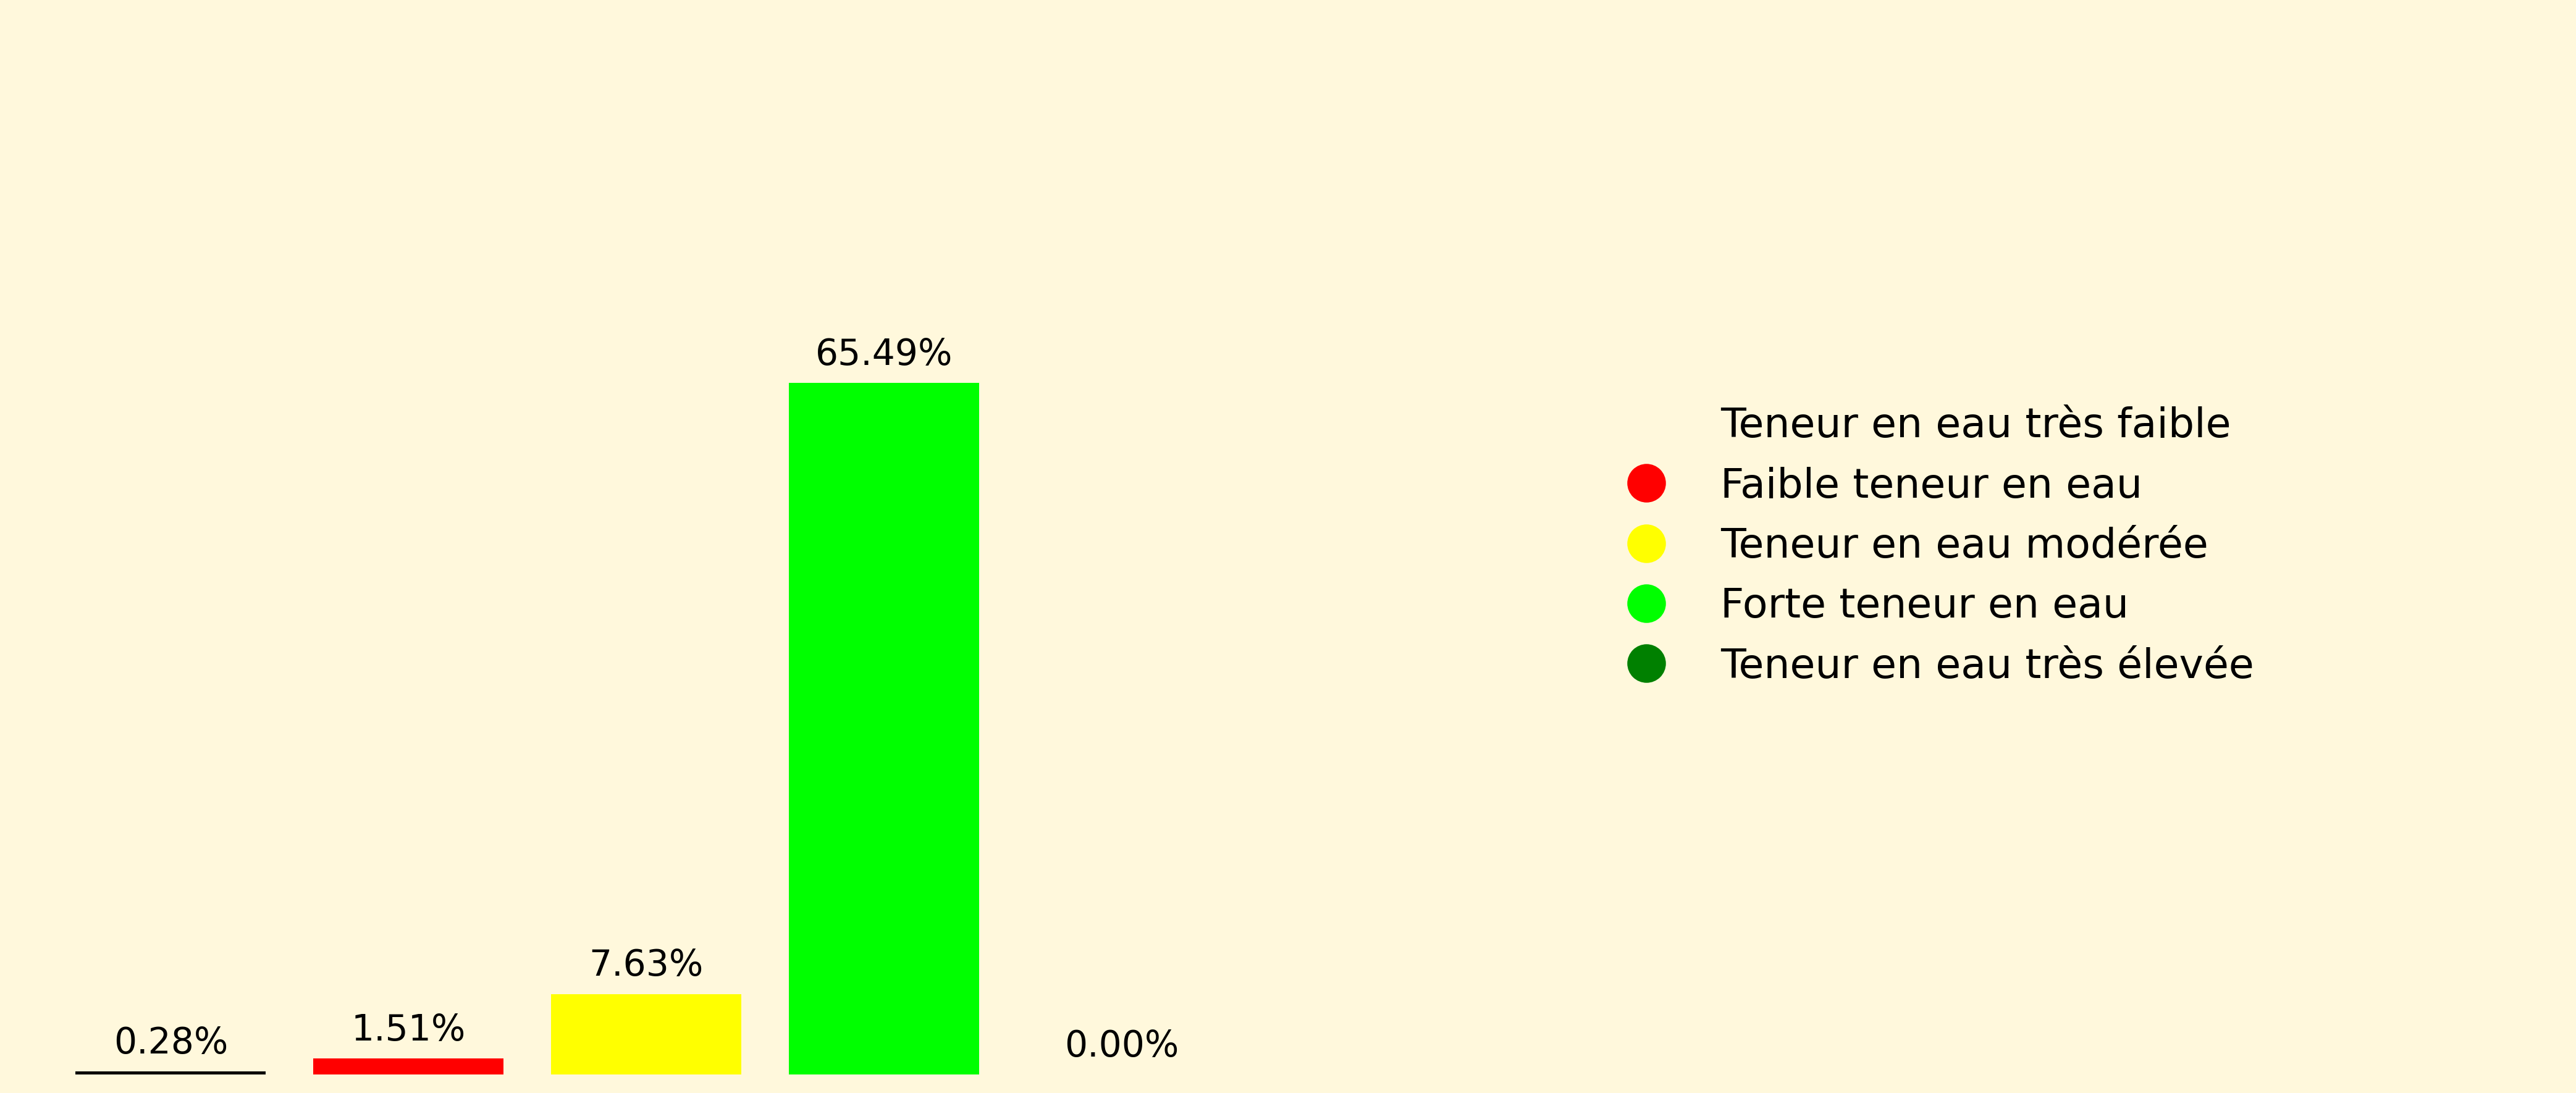 65.49%
7.63%
1.51%
0.28%
0.00%
Teneur en eau très faible
Faible teneur en eau
Teneur en eau modérée
Forte teneur en eau
Teneur en eau très élevée